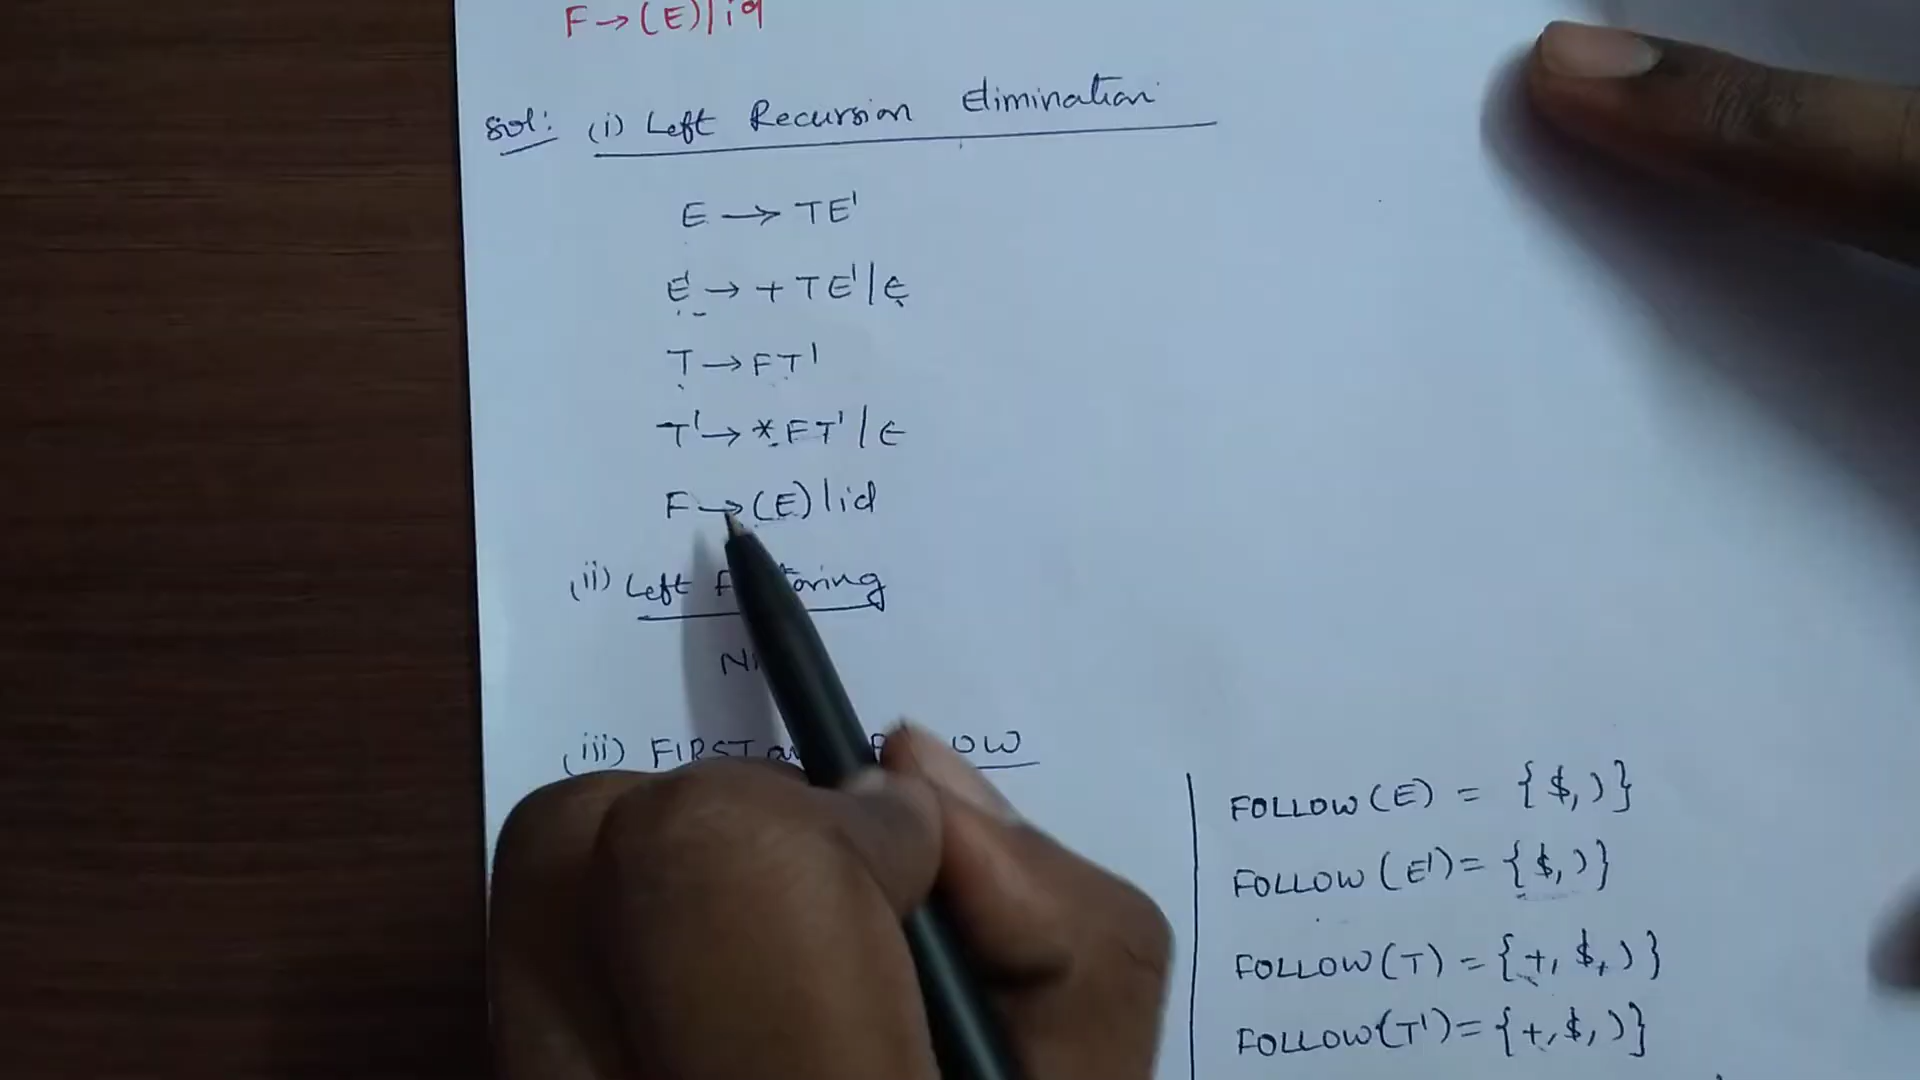 F→(E)|id
Sol: (i) Left Recursion Elimination
E → TE'
E' → +TE'|ϵ
T → FT'
T' → *FT'|ϵ
F → (E)|id
(ii) Left
(iii) FIRST
FOLLOW(E) = {$,)}
FOLLOW(E') = {$,)}
FOLLOW(T) = {+,$,)}
FOLLOW(T') = {+,$,)}